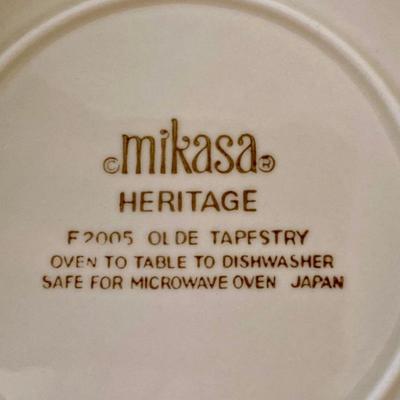 ©mikasa®
HERITAGE
F2005 OLDE TAPESTRY
OVEN TO TABLE TO DISHWASHER
SAFE FOR MICROWAVE OVEN JAPAN